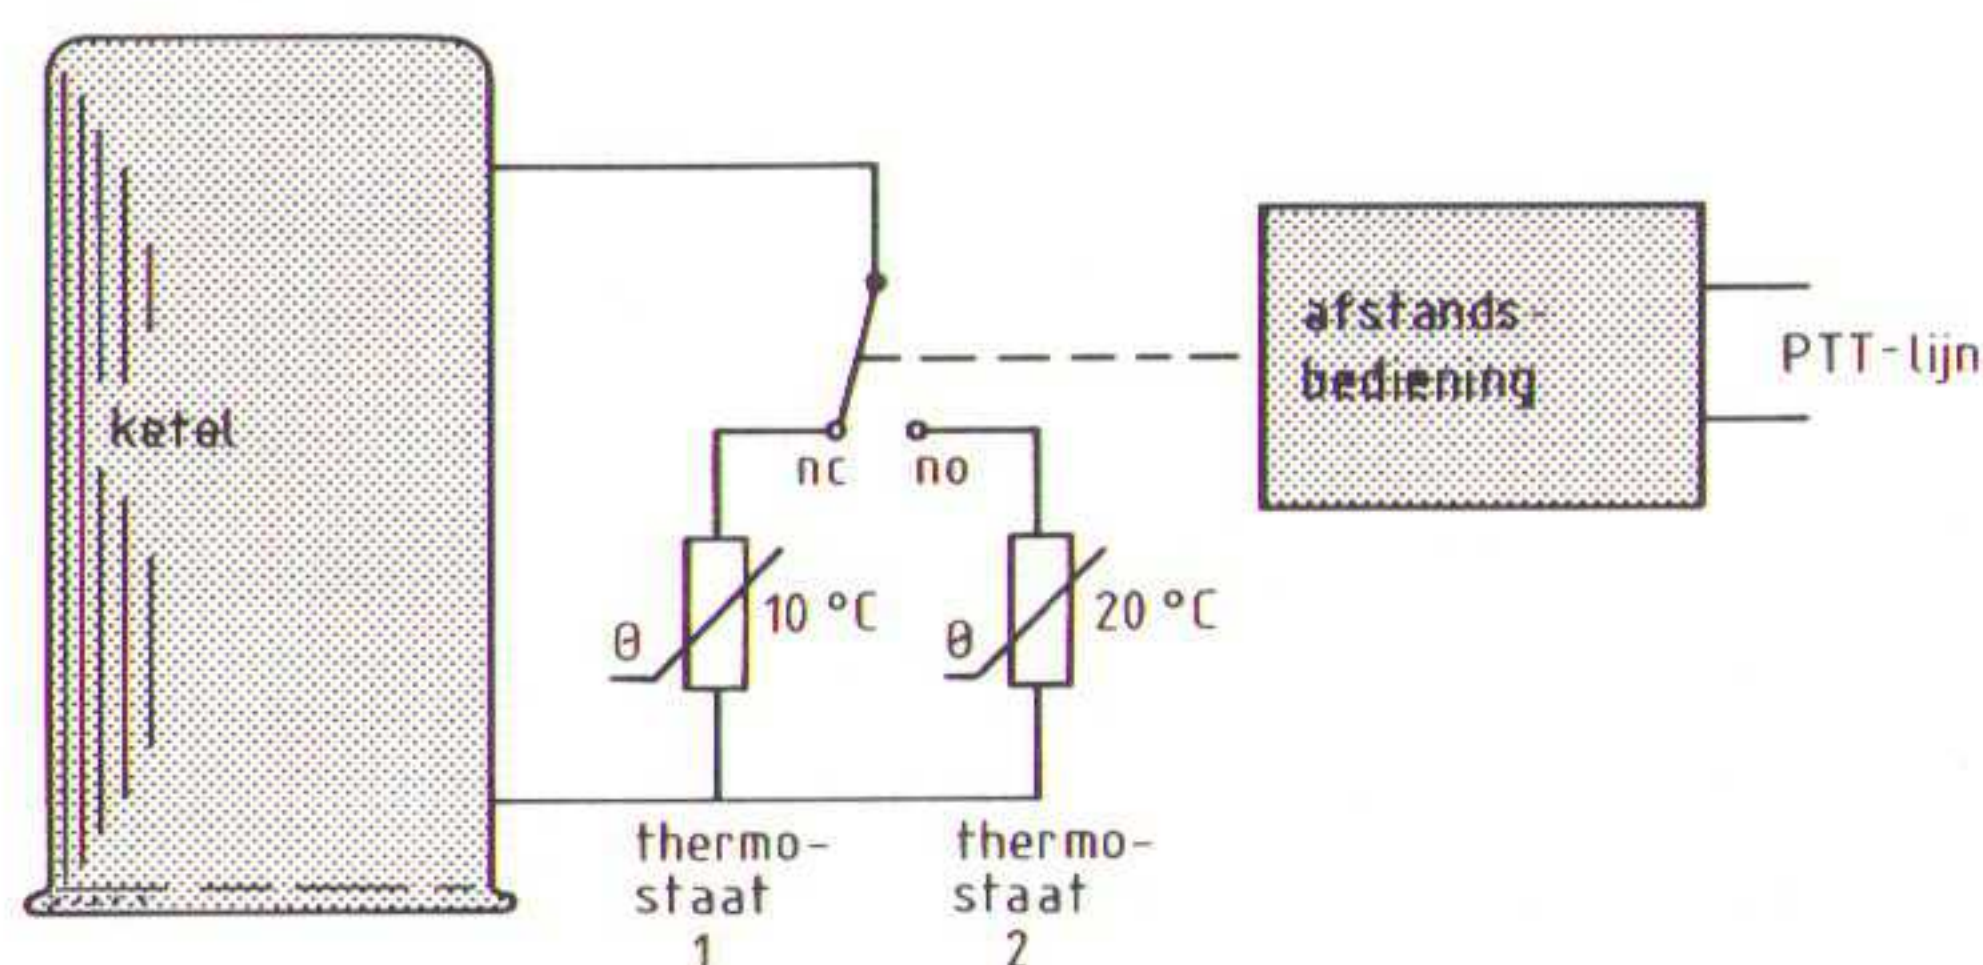 ketel
afstands-
bediening
PTT-lijn
nc
no
θ
10 °C
θ
20 °C
thermo-
staat
1
thermo-
staat
2